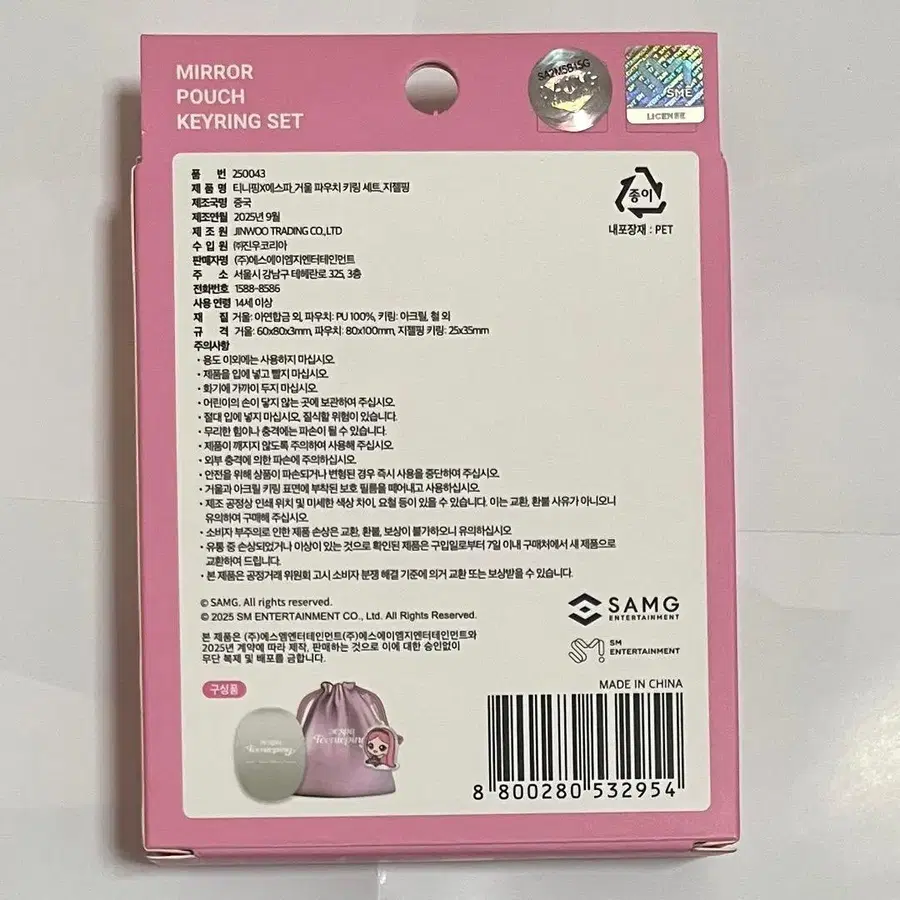 MIRROR
POUCH
KEYRING SET
SA2M5B15G
SME
LICENSE
품 번 250043
제 품 명 티니핑X에스파_거울 파우치 키링 세트_지젤핑
제조국명 중국
제조연월 2025년 9월
제 조 원 JINWOO TRADING CO.,LTD
수 입 원 ㈜진우코리아
판매자명 (주)에스에이엠지엔터테인먼트
주 소 서울시 강남구 테헤란로 325, 3층
전화번호 1588-8586
사용 연령 14세 이상
재 질 거울: 아연합금 외, 파우치: PU 100%, 키링: 아크릴, 철 외
규 격 거울: 60x80x3mm, 파우치: 80x100mm, 지젤핑 키링: 25x35mm
주의사항
· 용도 이외에는 사용하지 마십시오.
· 제품을 입에 넣고 빨지 마십시오.
· 화기에 가까이 두지 마십시오.
· 어린이의 손이 닿지 않는 곳에 보관하여 주십시오.
· 절대 입에 넣지 마십시오. 질식할 위험이 있습니다.
· 무리한 힘이나 충격에는 파손이 될 수 있습니다.
· 제품이 깨지지 않도록 주의하여 사용해 주십시오.
· 외부 충격에 의한 파손에 주의하십시오.
· 안전을 위해 상품이 파손되거나 변형된 경우 즉시 사용을 중단하여 주십시오.
· 거울과 아크릴 키링 표면에 부착된 보호 필름을 떼어내고 사용하십시오.
· 제조 공정상 인쇄 위치 및 미세한 색상 차이, 요철 등이 있을 수 있습니다. 이는 교환, 환불 사유가 아니오니
유의하여 구매해 주십시오.
· 소비자 부주의로 인한 제품 손상은 교환, 환불, 보상이 불가하오니 유의하십시오
· 유통 중 손상되었거나 이상이 있는 것으로 확인된 제품은 구입일로부터 7일 이내 구매처에서 새 제품으로
교환하여 드립니다.
· 본 제품은 공정거래 위원회 고시 소비자 분쟁 해결 기준에 의거 교환 또는 보상받을 수 있습니다.
종이
내포장재 : PET
© SAMG. All rights reserved.
© 2025 SM ENTERTAINMENT CO., Ltd. All Rights Reserved.
본 제품은 (주)에스엠엔터테인먼트(주)에스에이엠지엔터테인먼트와
2025년 계약에 따라 제작, 판매하는 것으로 이에 대한 승인없이
무단 복제 및 배포를 금합니다.
SAMG
ENTERTAINMENT
SM
ENTERTAINMENT
구성품
aespa
Teenieping
aespa
Teenieping
MADE IN CHINA
8 800280 532954